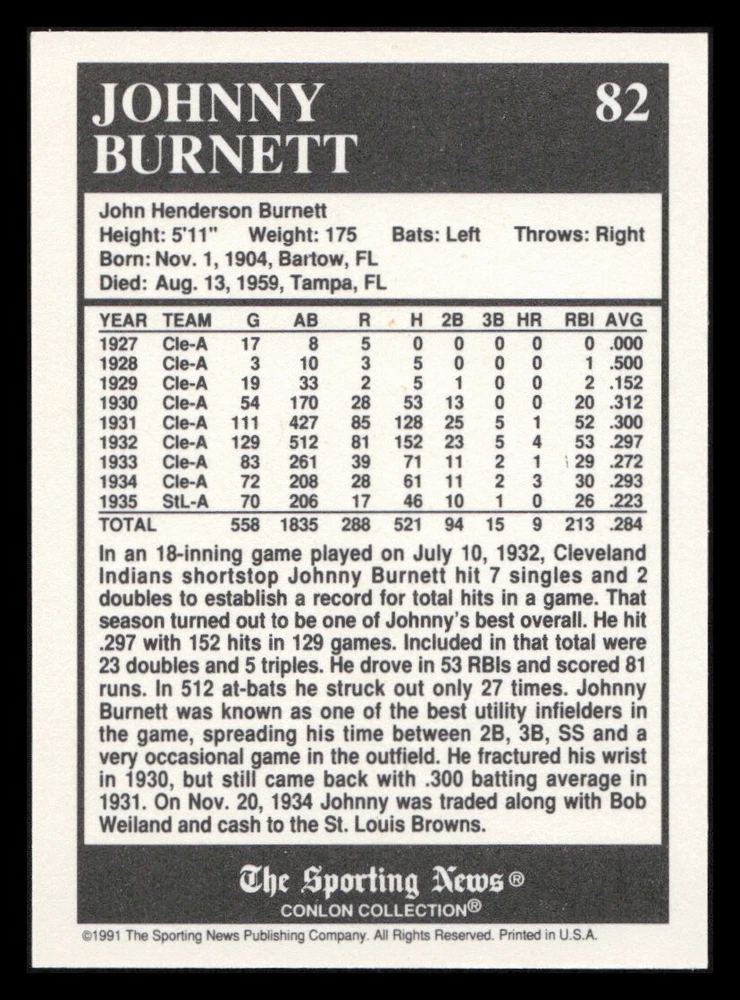 JOHNNY 82
BURNETT
John Henderson Burnett
Height: 5'11" Weight: 175 Bats: Left Throws: Right
Born: Nov. 1, 1904, Bartow, FL
Died: Aug. 13, 1959, Tampa, FL
YEAR TEAM G AB R H 2B 3B HR RBI AVG
1927 Cle-A 17 8 5 0 0 0 0 0 .000
1928 Cle-A 3 10 3 5 0 0 0 1 .500
1929 Cle-A 19 33 2 5 1 0 0 2 .152
1930 Cle-A 54 170 28 53 13 0 0 20 .312
1931 Cle-A 111 427 85 128 25 5 1 52 .300
1932 Cle-A 129 512 81 152 23 5 4 53 .297
1933 Cle-A 83 261 39 71 11 2 1 29 .272
1934 Cle-A 72 208 28 61 11 2 3 30 .293
1935 StL-A 70 206 17 46 10 1 0 26 .223
TOTAL 558 1835 288 521 94 15 9 213 .284
In an 18-inning game played on July 10, 1932, Cleveland
Indians shortstop Johnny Burnett hit 7 singles and 2
doubles to establish a record for total hits in a game. That
season turned out to be one of Johnny's best overall. He hit
.297 with 152 hits in 129 games. Included in that total were
23 doubles and 5 triples. He drove in 53 RBIs and scored 81
runs. In 512 at-bats he struck out only 27 times. Johnny
Burnett was known as one of the best utility infielders in
the game, spreading his time between 2B, 3B, SS and a
very occasional game in the outfield. He fractured his wrist
in 1930, but still came back with .300 batting average in
1931. On Nov. 20, 1934 Johnny was traded along with Bob
Weiland and cash to the St. Louis Browns.
The Sporting News®
CONLON COLLECTION®
©1991 The Sporting News Publishing Company. All Rights Reserved. Printed in U.S.A.